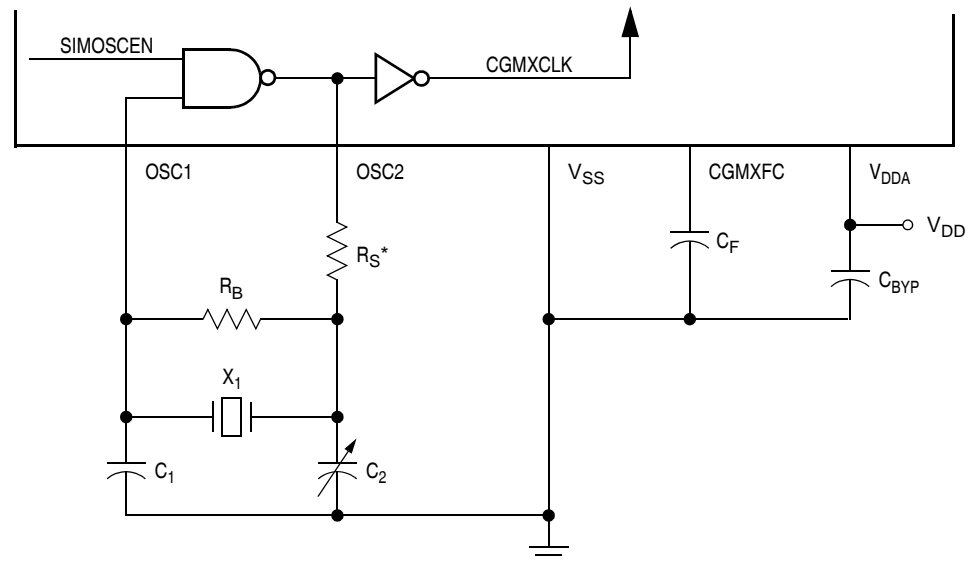 SIMOSCEN
CGMXCLK
OSC1
OSC2
VSS
CGMXFC
VDDA
VDD
RS*
CF
CBYP
RB
X1
C1
C2